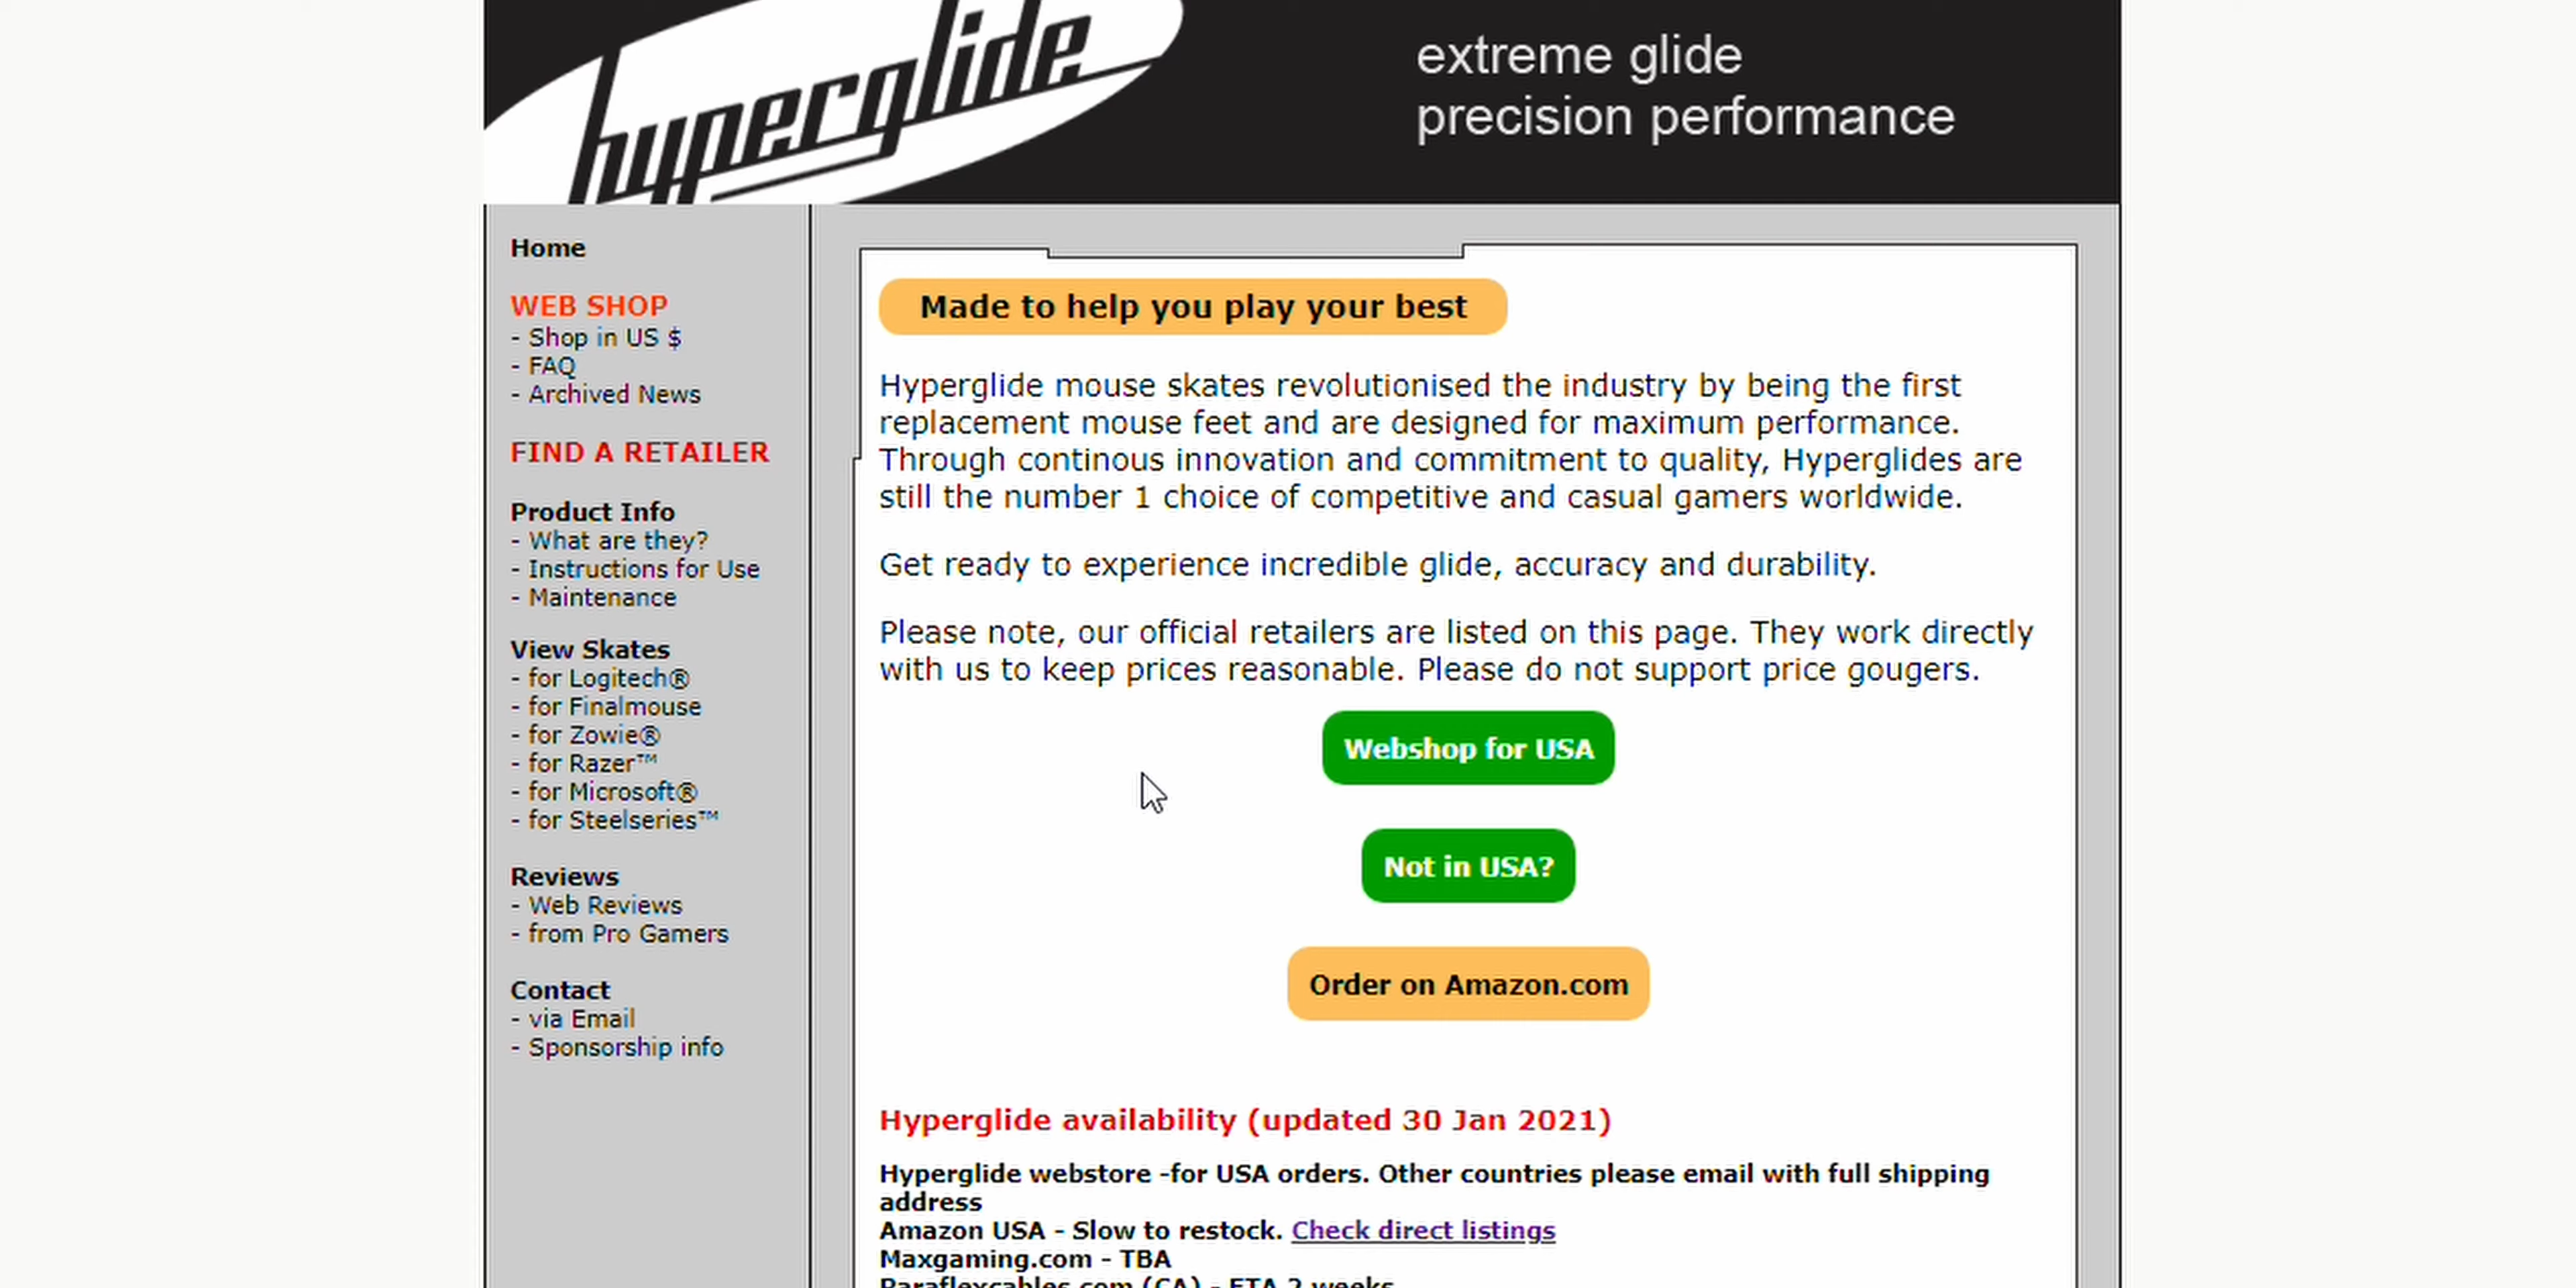 hyperglide
extreme glide
precision performance
Home
WEB SHOP
- Shop in US $
- FAQ
- Archived News
FIND A RETAILER
Product Info
- What are they?
- Instructions for Use
- Maintenance
View Skates
- for Logitech®
- for Finalmouse
- for Zowie®
- for Razer™
- for Microsoft®
- for Steelseries™
Reviews
- Web Reviews
- from Pro Gamers
Contact
- via Email
- Sponsorship info
Made to help you play your best
Hyperglide mouse skates revolutionised the industry by being the first
replacement mouse feet and are designed for maximum performance.
Through continous innovation and commitment to quality, Hyperglides are
still the number 1 choice of competitive and casual gamers worldwide.
Get ready to experience incredible glide, accuracy and durability.
Please note, our official retailers are listed on this page. They work directly
with us to keep prices reasonable. Please do not support price gougers.
Webshop for USA
Not in USA?
Order on Amazon.com
Hyperglide availability (updated 30 Jan 2021)
Hyperglide webstore -for USA orders. Other countries please email with full shipping
address
Amazon USA - Slow to restock. Check direct listings
Maxgaming.com - TBA
Paraflexcables.com (CA) - ETA 2 weeks